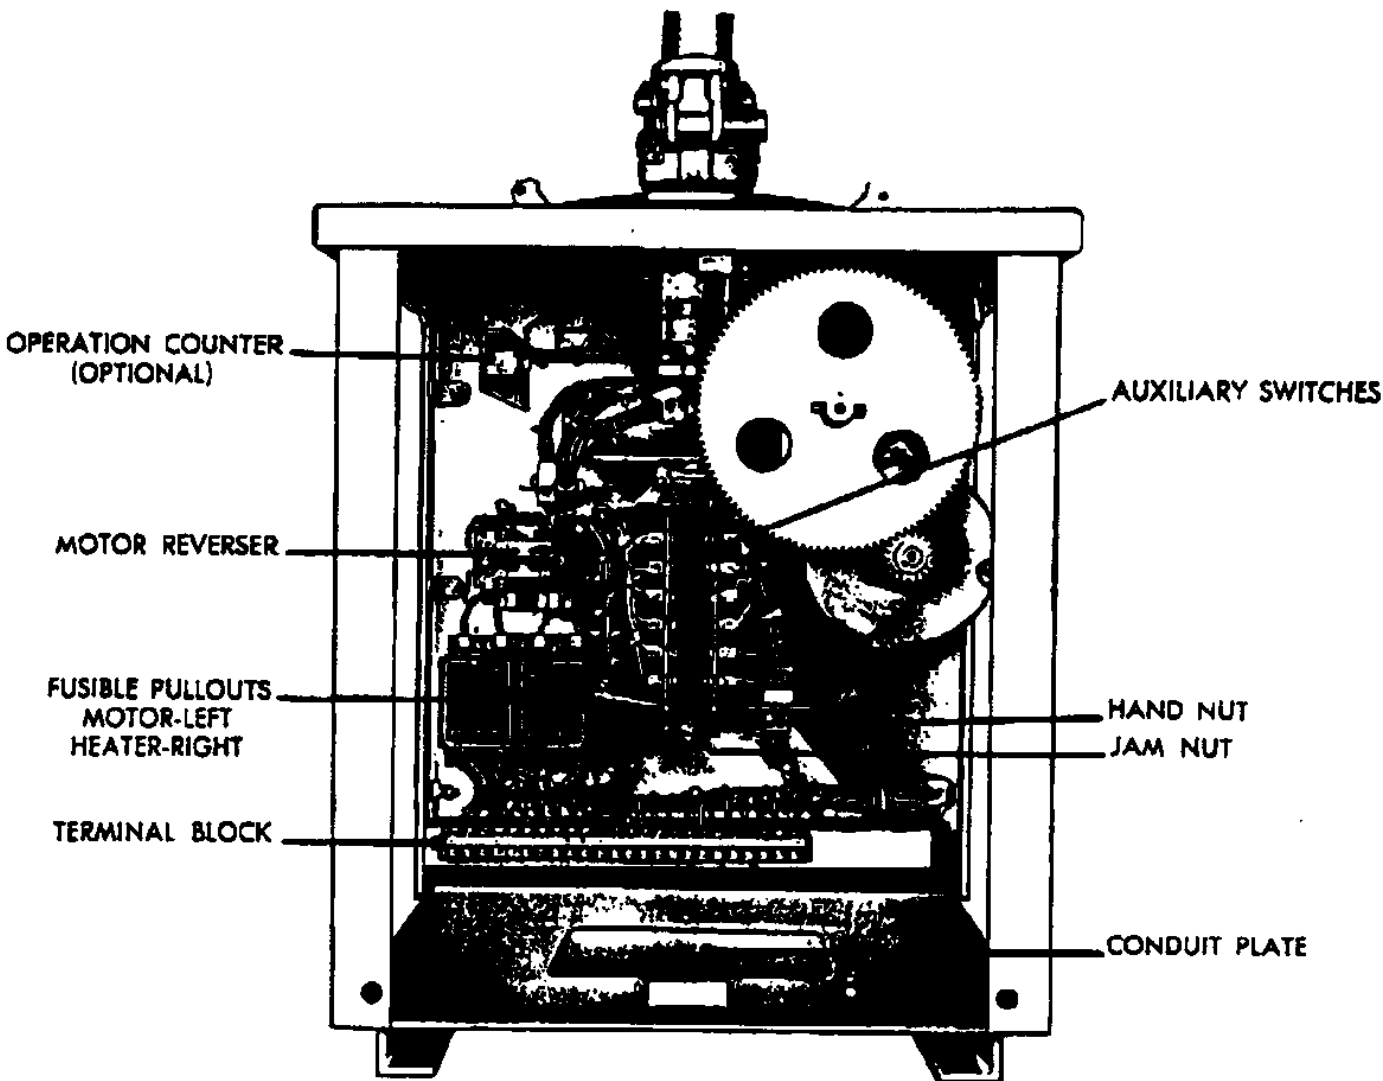 OPERATION COUNTER
(OPTIONAL)
AUXILIARY SWITCHES
MOTOR REVERSER
FUSIBLE PULLOUTS
MOTOR-LEFT
HEATER-RIGHT
HAND NUT
JAM NUT
TERMINAL BLOCK
CONDUIT PLATE